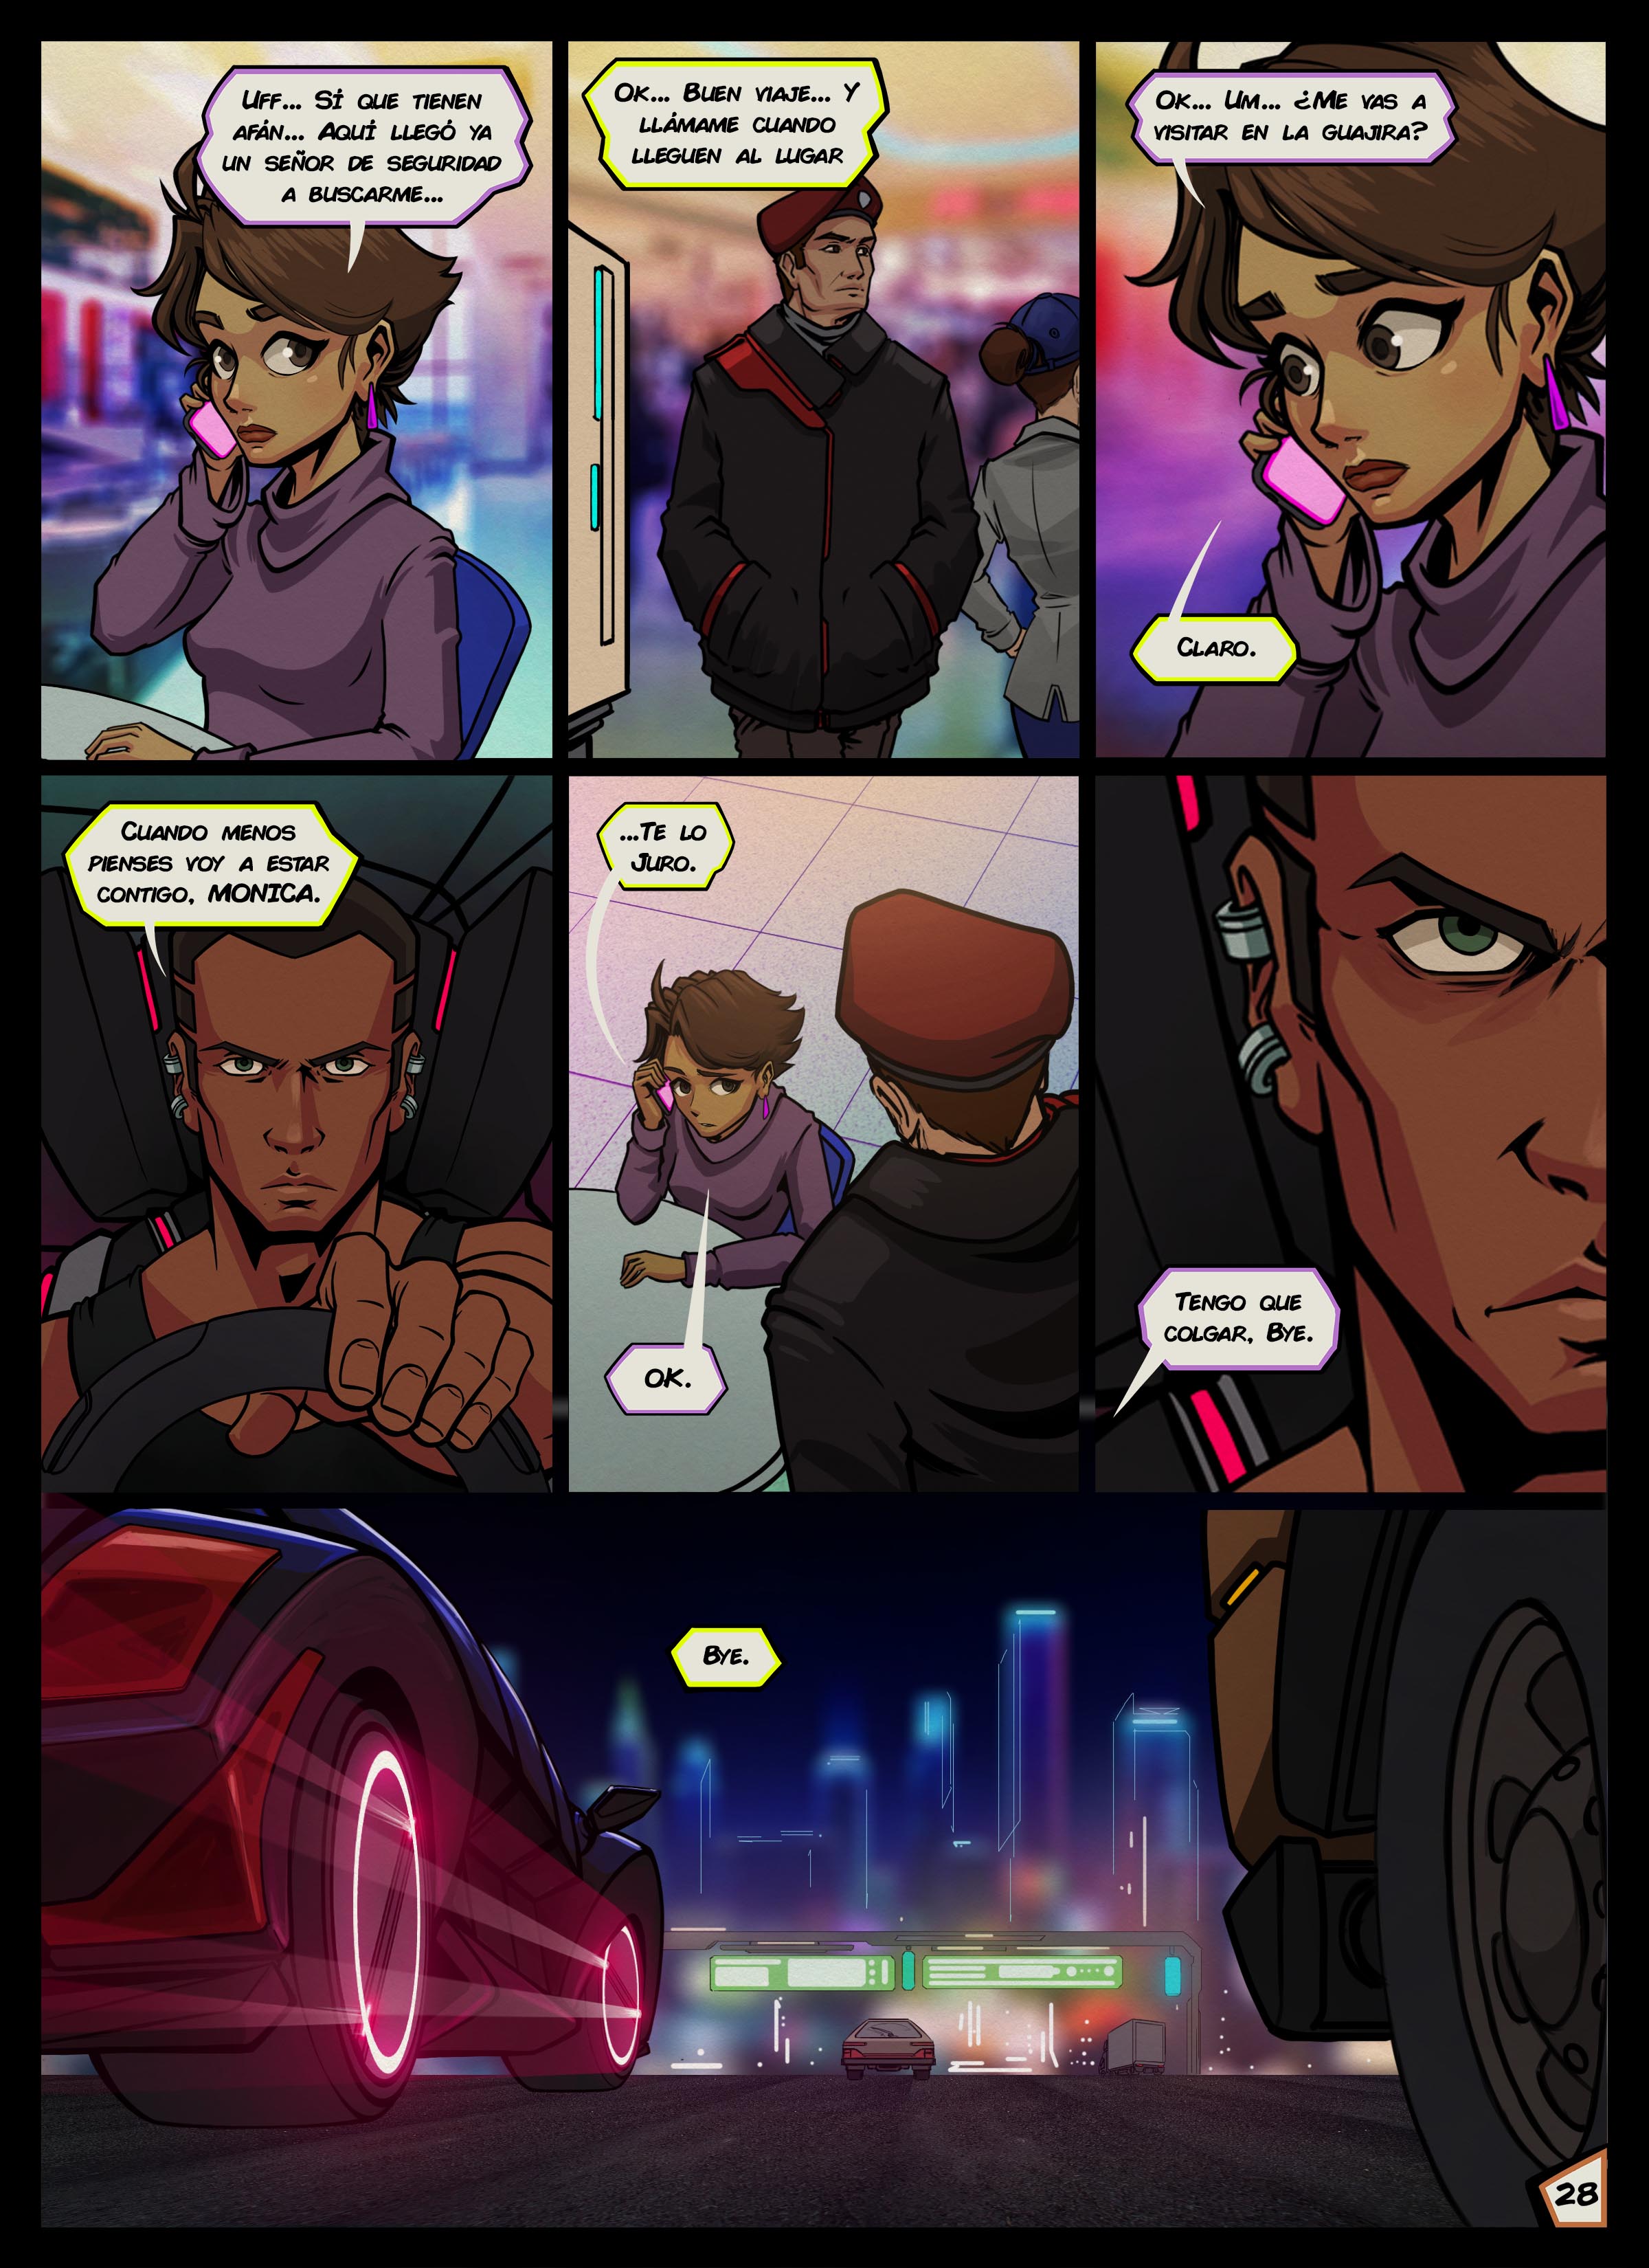 Uff... Sí que tienen
afán... Aquí llegó ya
un señor de seguridad
a buscarme...
Ok... Buen viaje... Y
llámame cuando
lleguen al lugar
Ok... Um... ¿Me vas a
visitar en la guajira?
Claro.
Cuando menos
pienses voy a estar
contigo, MONICA.
...Te lo
Juro.
OK.
Tengo que
colgar, Bye.
Bye.
28